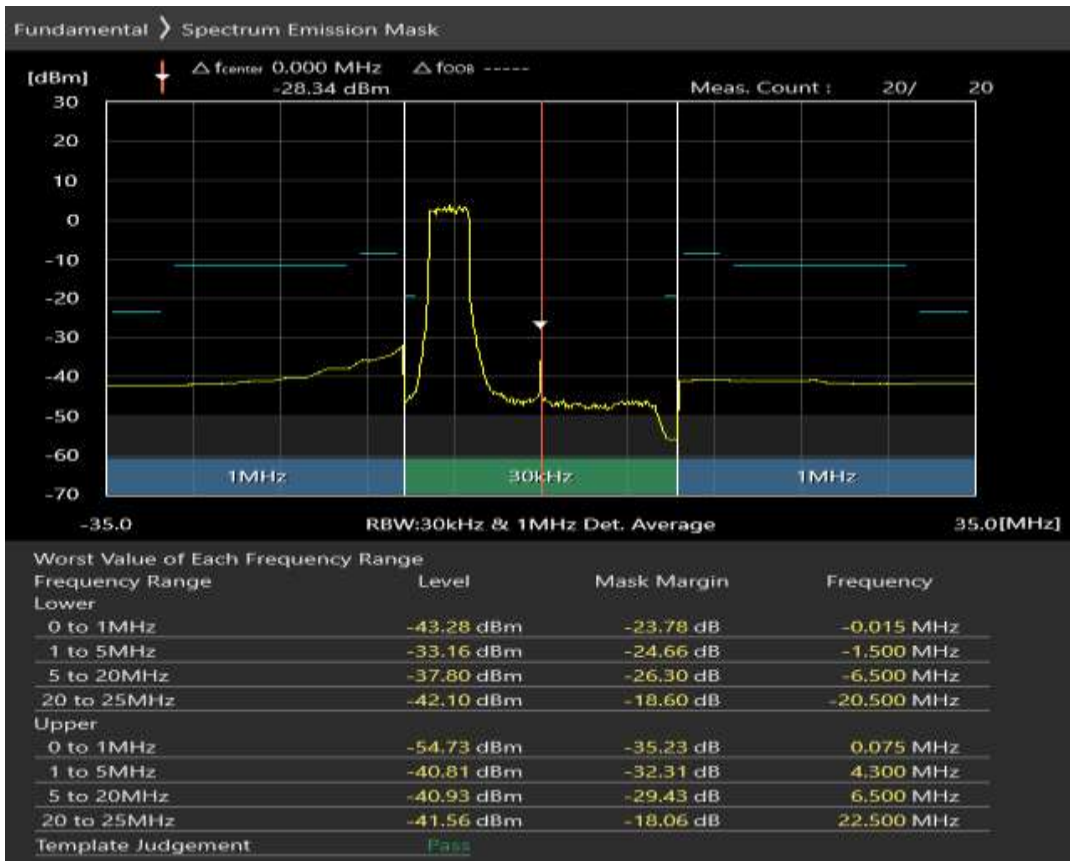 Fundamental ❯ Spectrum Emission Mask
[dBm] △ fcenter 0.000 MHz △ fOOB -----
-28.34 dBm Meas. Count : 20/ 20
30
20
10
0
-10
-20
-30
-40
-50
-60
-70
1MHz 30kHz 1MHz
-35.0 RBW:30kHz & 1MHz Det. Average 35.0[MHz]
Worst Value of Each Frequency Range
Frequency Range Level Mask Margin Frequency
Lower
0 to 1MHz -43.28 dBm -23.78 dB -0.015 MHz
1 to 5MHz -33.16 dBm -24.66 dB -1.500 MHz
5 to 20MHz -37.80 dBm -26.30 dB -6.500 MHz
20 to 25MHz -42.10 dBm -18.60 dB -20.500 MHz
Upper
0 to 1MHz -54.73 dBm -35.23 dB 0.075 MHz
1 to 5MHz -40.81 dBm -32.31 dB 4.300 MHz
5 to 20MHz -40.93 dBm -29.43 dB 6.500 MHz
20 to 25MHz -41.56 dBm -18.06 dB 22.500 MHz
Template Judgement Pass